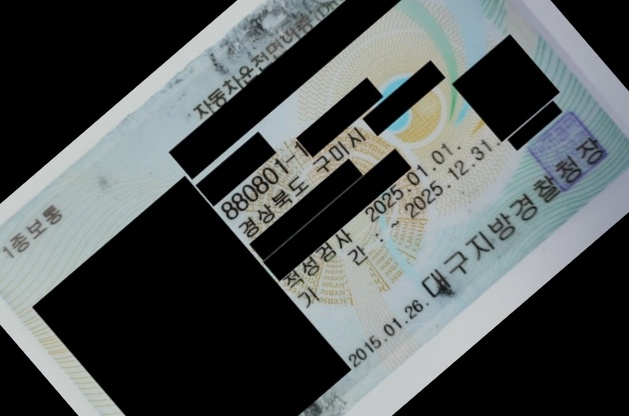 자동차운전면허증
1종보통
880801-1
경상북도 구미시
적성검사 2025.01.01.
기간 : ~ 2025.12.31.
2015.01.26.
대구지방경찰청장